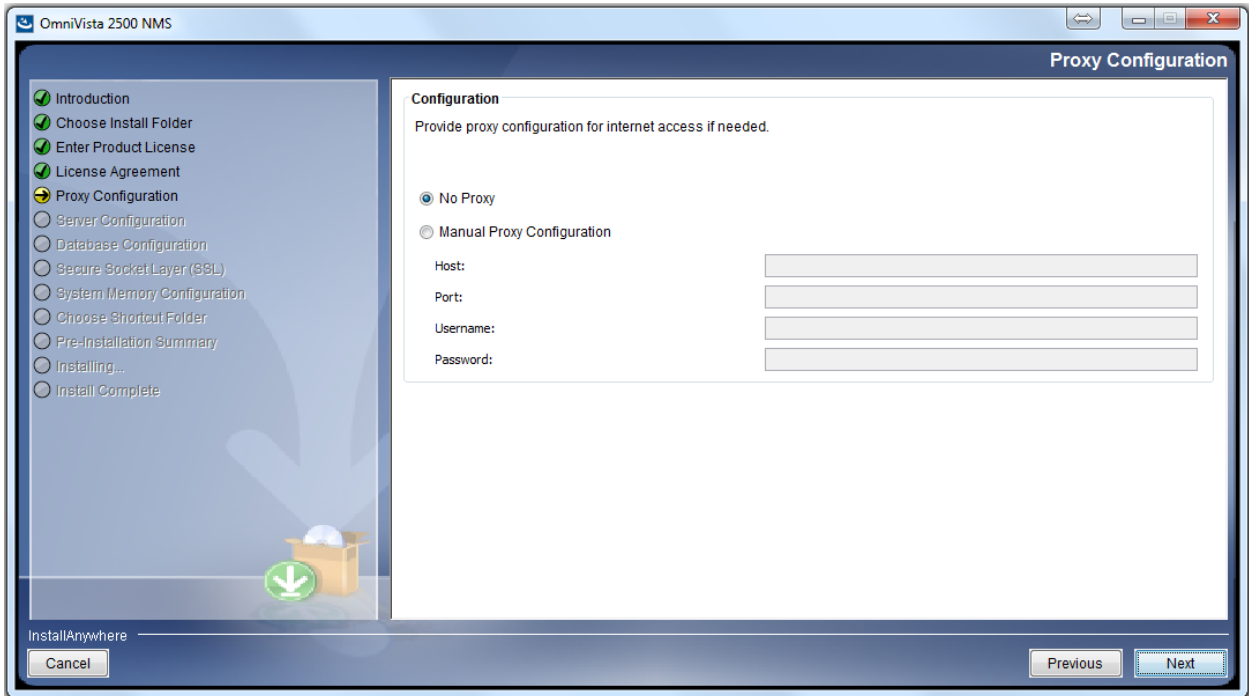 OmniVista 2500 NMS
Proxy Configuration
Introduction
Choose Install Folder
Enter Product License
License Agreement
Proxy Configuration
Server Configuration
Database Configuration
Secure Socket Layer (SSL)
System Memory Configuration
Choose Shortcut Folder
Pre-Installation Summary
Installing...
Install Complete
Configuration
Provide proxy configuration for internet access if needed.
No Proxy
Manual Proxy Configuration
Host:
Port:
Username:
Password:
InstallAnywhere
Cancel
Previous
Next